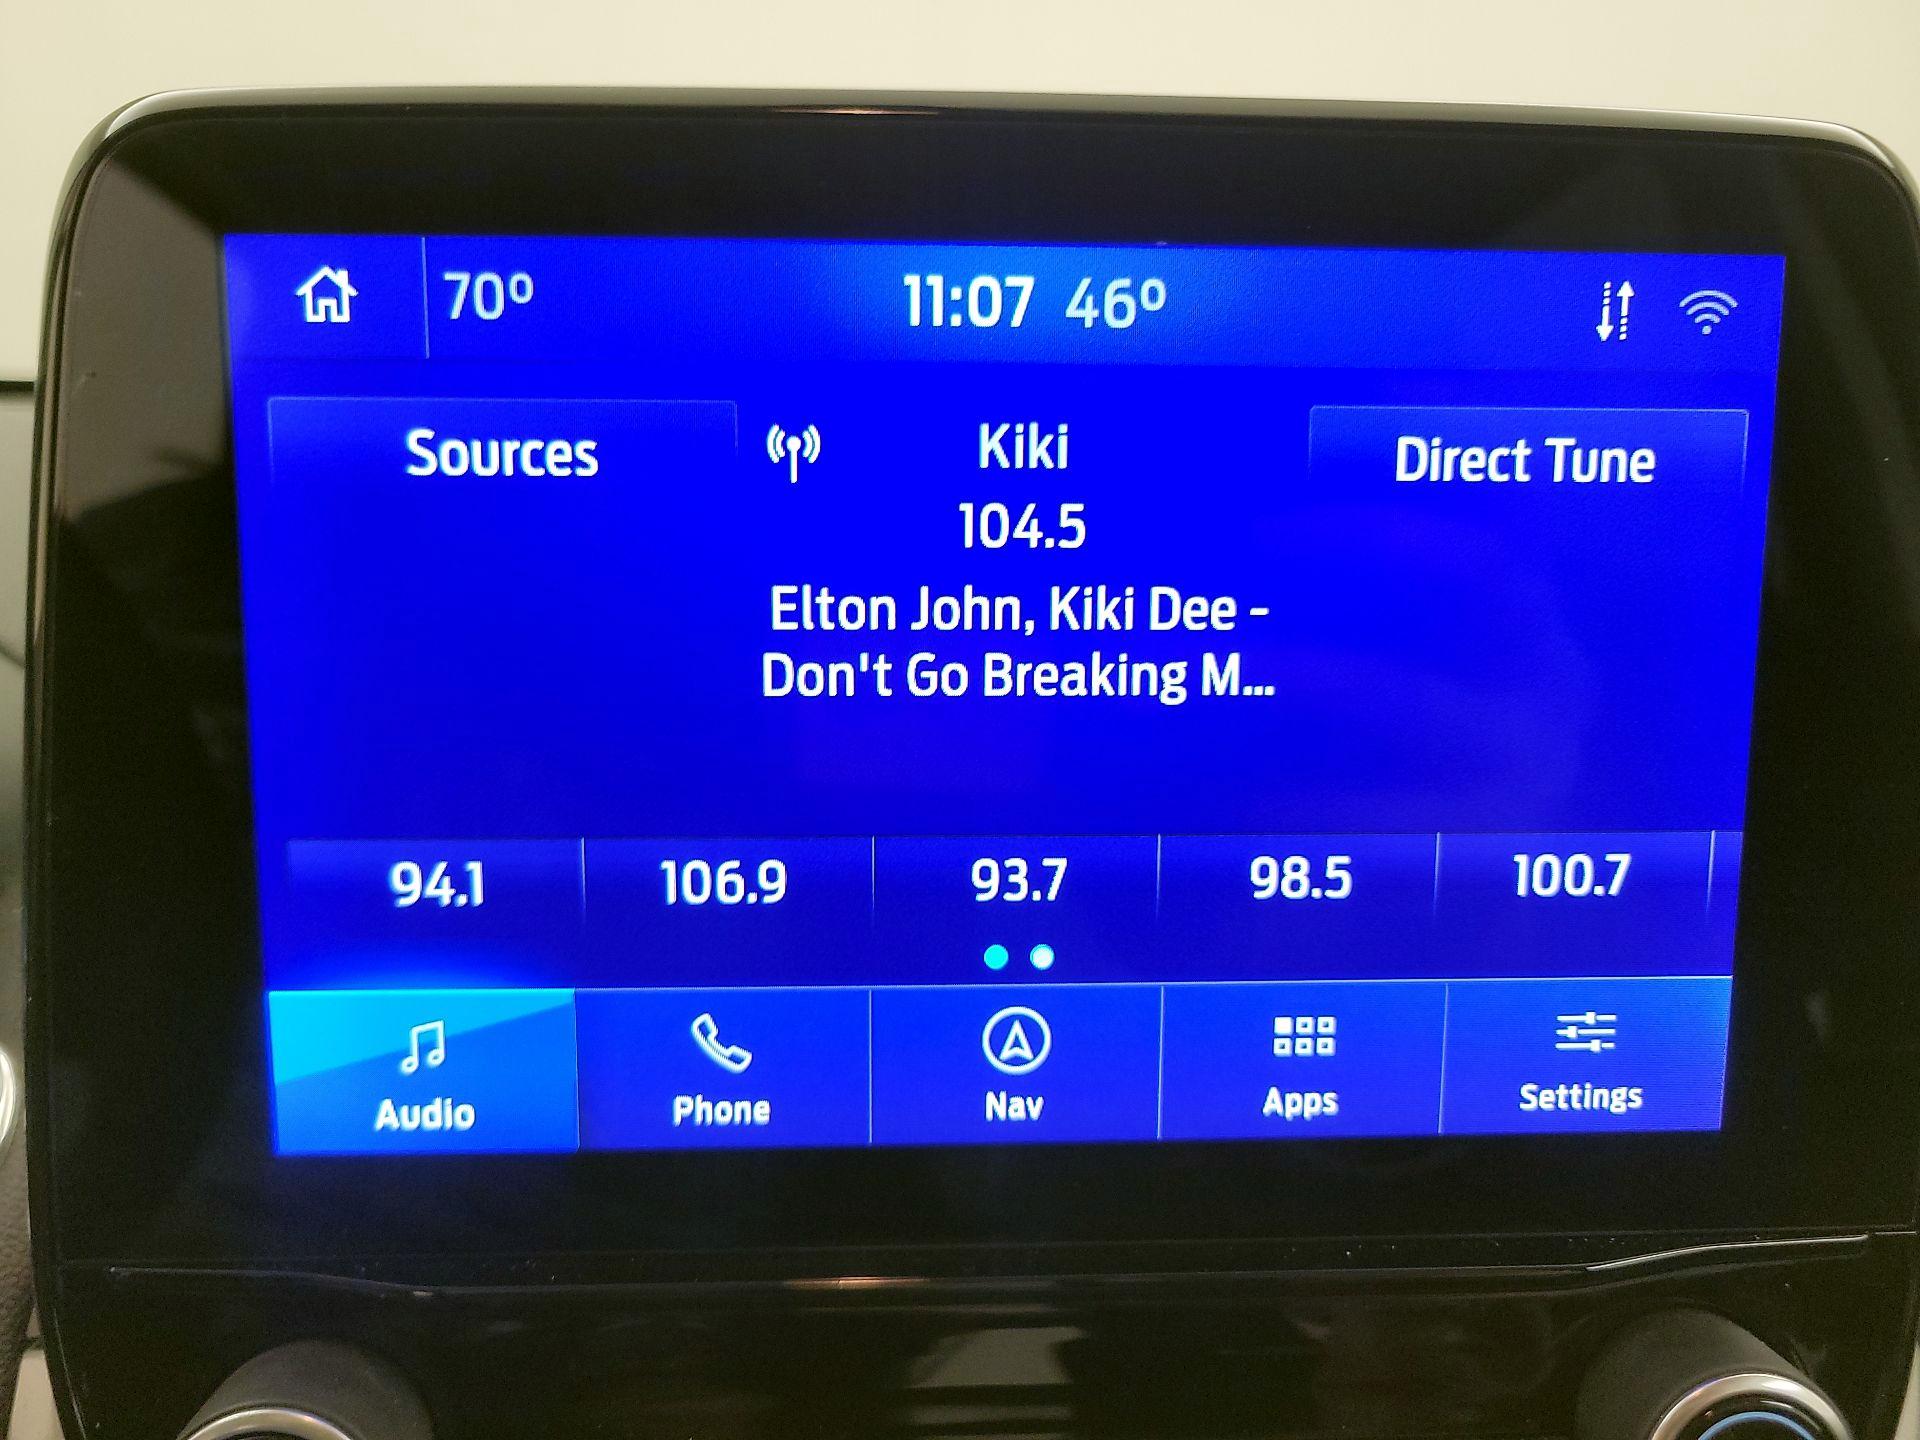 70° 11:07 46°
Sources Kiki Direct Tune
104.5
Elton John, Kiki Dee -
Don't Go Breaking M...
94.1 106.9 93.7 98.5 100.7
Audio Phone Nav Apps Settings